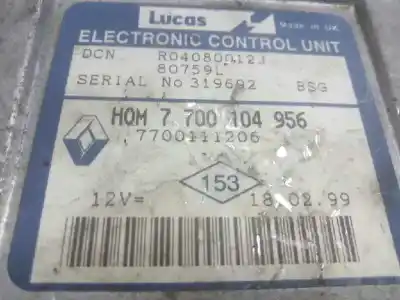 Lucas MADE IN UK
ELECTRONIC CONTROL UNIT
DCN R04080012J
80759L
SERIAL No 319692 BSG
HOM 7 700 104 956
7700111206
153
12V= 18.02.99